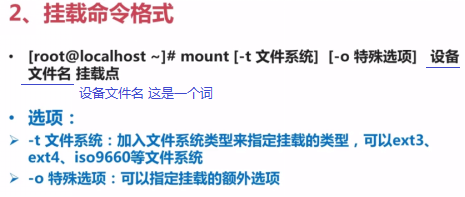 2、挂载命令格式
• [root@localhost ~]# mount [-t 文件系统] [-o 特殊选项] 设备
文件名 挂载点
设备文件名 这是一个词
• 选项：
➢ -t 文件系统：加入文件系统类型来指定挂载的类型，可以ext3、
ext4、iso9660等文件系统
➢ -o 特殊选项：可以指定挂载的额外选项